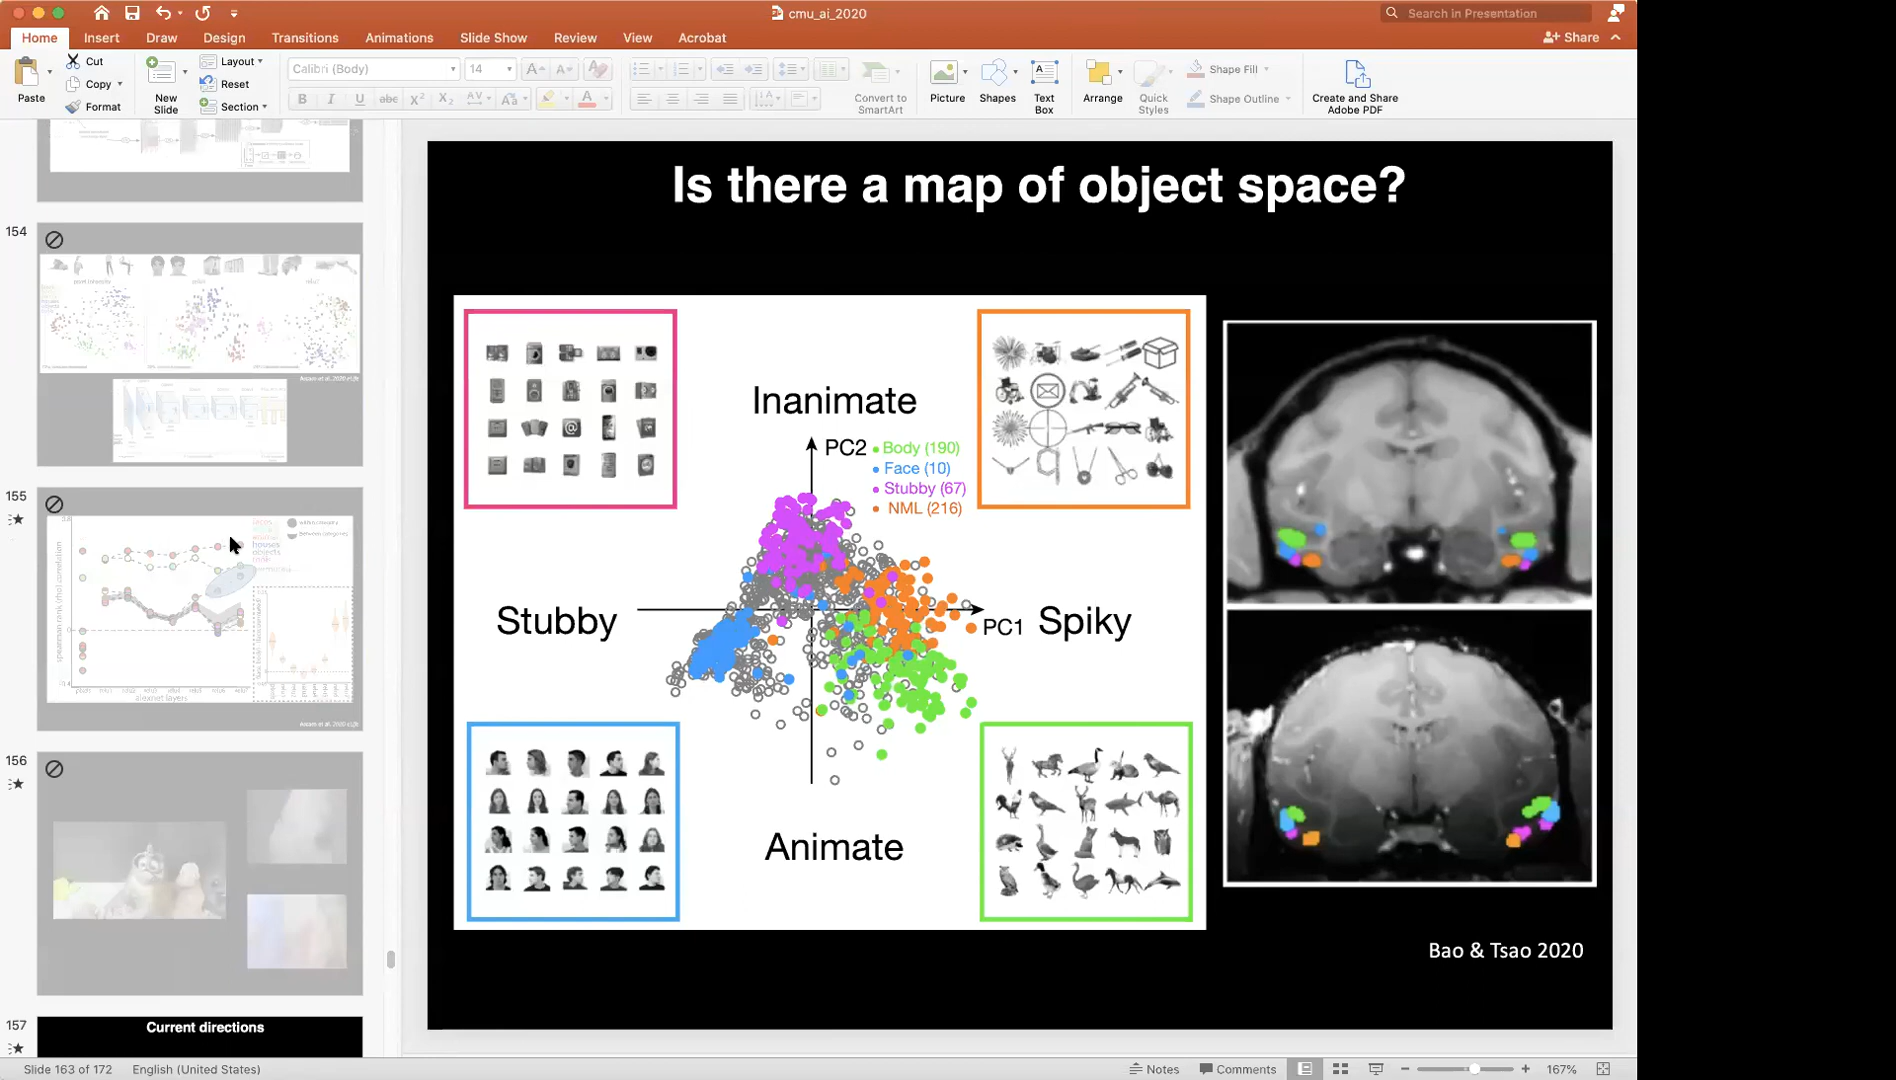 cmu_ai_2020
Search in Presentation
Home Insert Draw Design Transitions Animations Slide Show Review View Acrobat
Share
Paste
Cut
Copy
Format
New Slide
Layout
Reset
Section
Calibri (Body) 14
Convert to SmartArt
Picture
Shapes
Text Box
Arrange
Quick Styles
Shape Fill
Shape Outline
Create and Share Adobe PDF
154
155
156
157
Current directions
Is there a map of object space?
Inanimate
PC2
Body (190)
Face (10)
Stubby (67)
NML (216)
Stubby
PC1
Spiky
Animate
Bao & Tsao 2020
Slide 163 of 172
English (United States)
Notes
Comments
167%